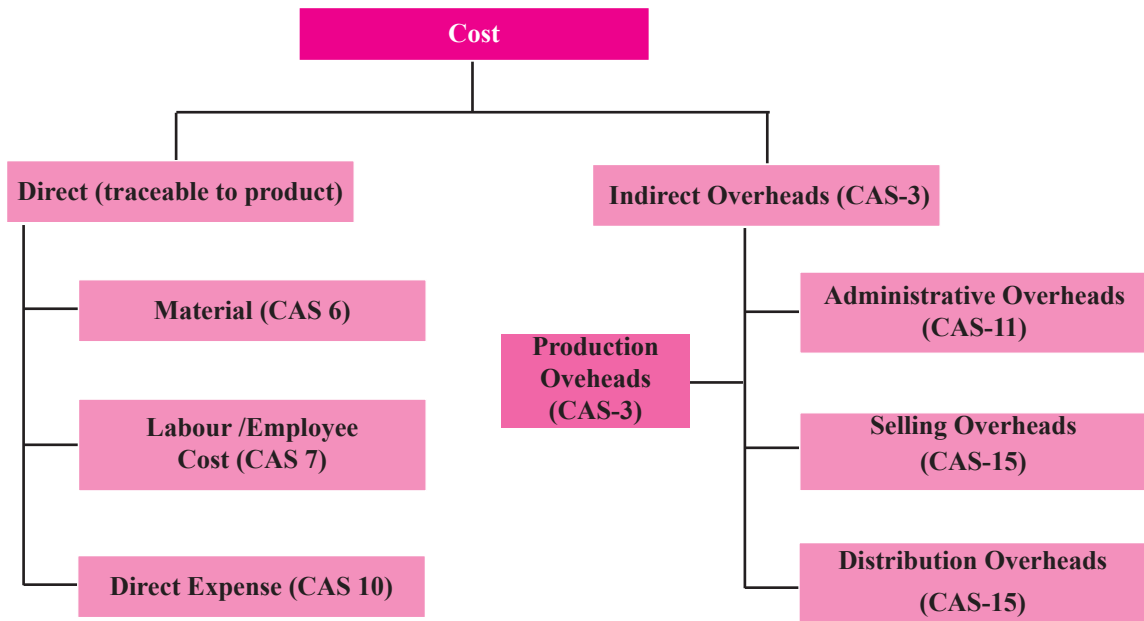 Cost
Direct (traceable to product)
Indirect Overheads (CAS-3)
Material (CAS 6)
Labour /Employee
Cost (CAS 7)
Direct Expense (CAS 10)
Production
Oveheads
(CAS-3)
Administrative Overheads
(CAS-11)
Selling Overheads
(CAS-15)
Distribution Overheads
(CAS-15)